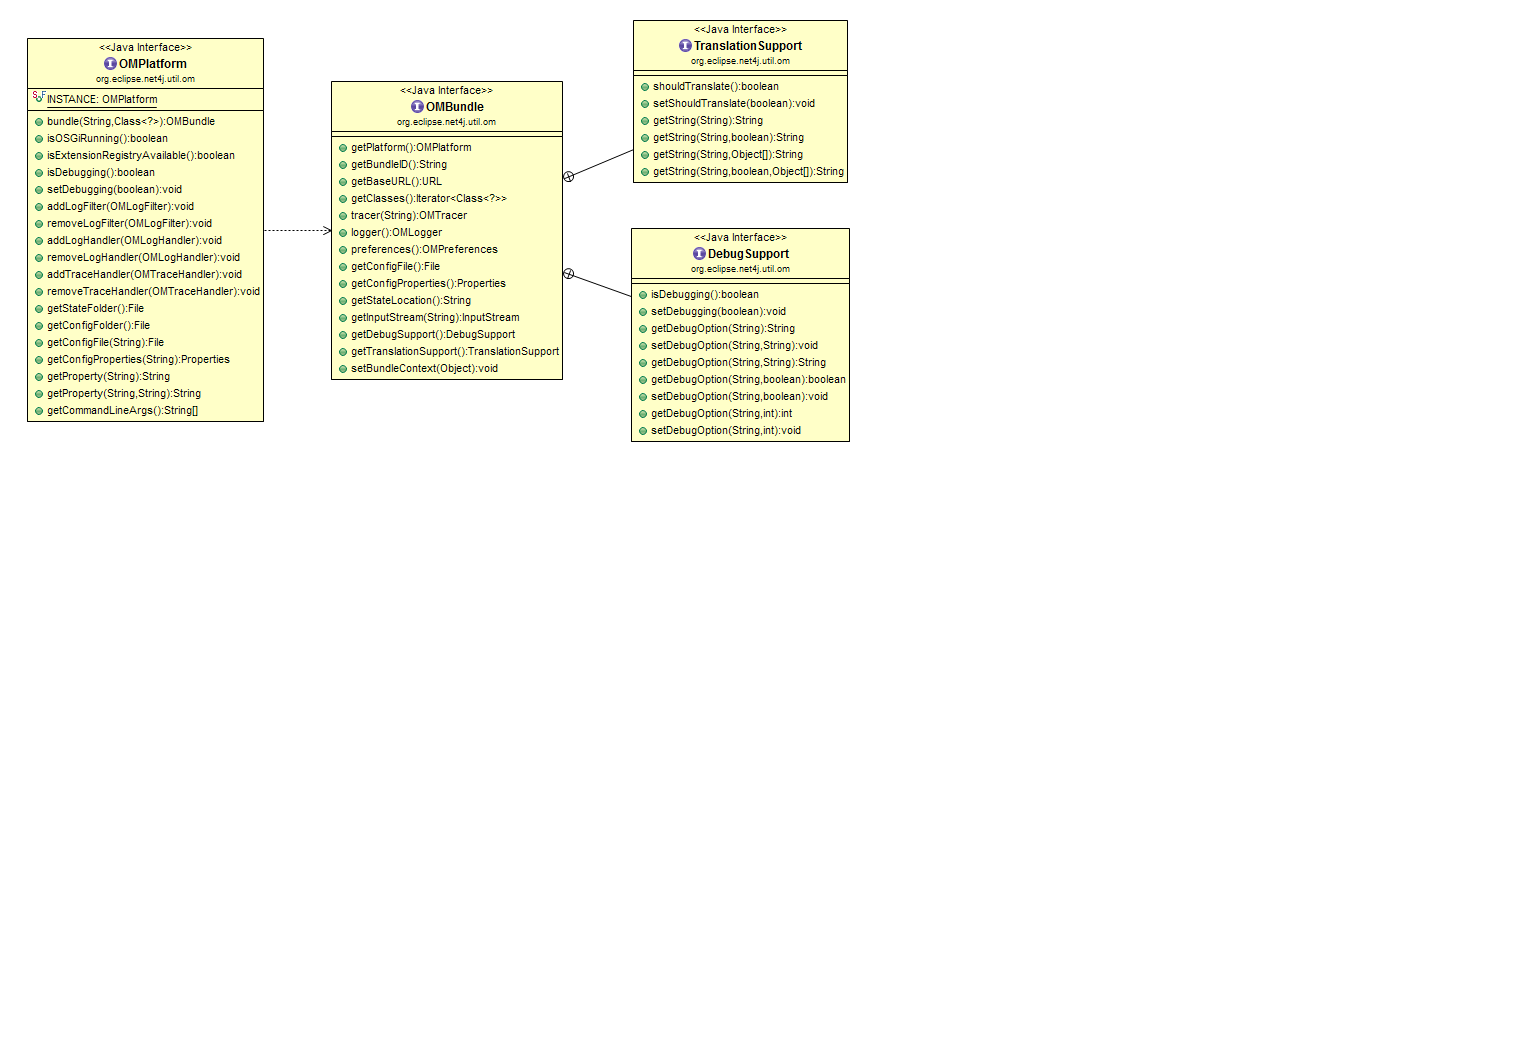 <<Java Interface>>
OMPlatform
org.eclipse.net4j.util.om
INSTANCE: OMPlatform
bundle(String,Class<?>):OMBundle
isOSGiRunning():boolean
isExtensionRegistryAvailable():boolean
isDebugging():boolean
setDebugging(boolean):void
addLogFilter(OMLogFilter):void
removeLogFilter(OMLogFilter):void
addLogHandler(OMLogHandler):void
removeLogHandler(OMLogHandler):void
addTraceHandler(OMTraceHandler):void
removeTraceHandler(OMTraceHandler):void
getStateFolder():File
getConfigFolder():File
getConfigFile(String):File
getConfigProperties(String):Properties
getProperty(String):String
getProperty(String,String):String
getCommandLineArgs():String[]
<<Java Interface>>
OMBundle
org.eclipse.net4j.util.om
getPlatform():OMPlatform
getBundleID():String
getBaseURL():URL
getClasses():Iterator<Class<?>>
tracer(String):OMTracer
logger():OMLogger
preferences():OMPreferences
getConfigFile():File
getConfigProperties():Properties
getStateLocation():String
getInputStream(String):InputStream
getDebugSupport():DebugSupport
getTranslationSupport():TranslationSupport
setBundleContext(Object):void
<<Java Interface>>
TranslationSupport
org.eclipse.net4j.util.om
shouldTranslate():boolean
setShouldTranslate(boolean):void
getString(String):String
getString(String,boolean):String
getString(String,Object[]):String
getString(String,boolean,Object[]):String
<<Java Interface>>
DebugSupport
org.eclipse.net4j.util.om
isDebugging():boolean
setDebugging(boolean):void
getDebugOption(String):String
setDebugOption(String,String):void
getDebugOption(String,String):String
getDebugOption(String,boolean):boolean
setDebugOption(String,boolean):void
getDebugOption(String,int):int
setDebugOption(String,int):void